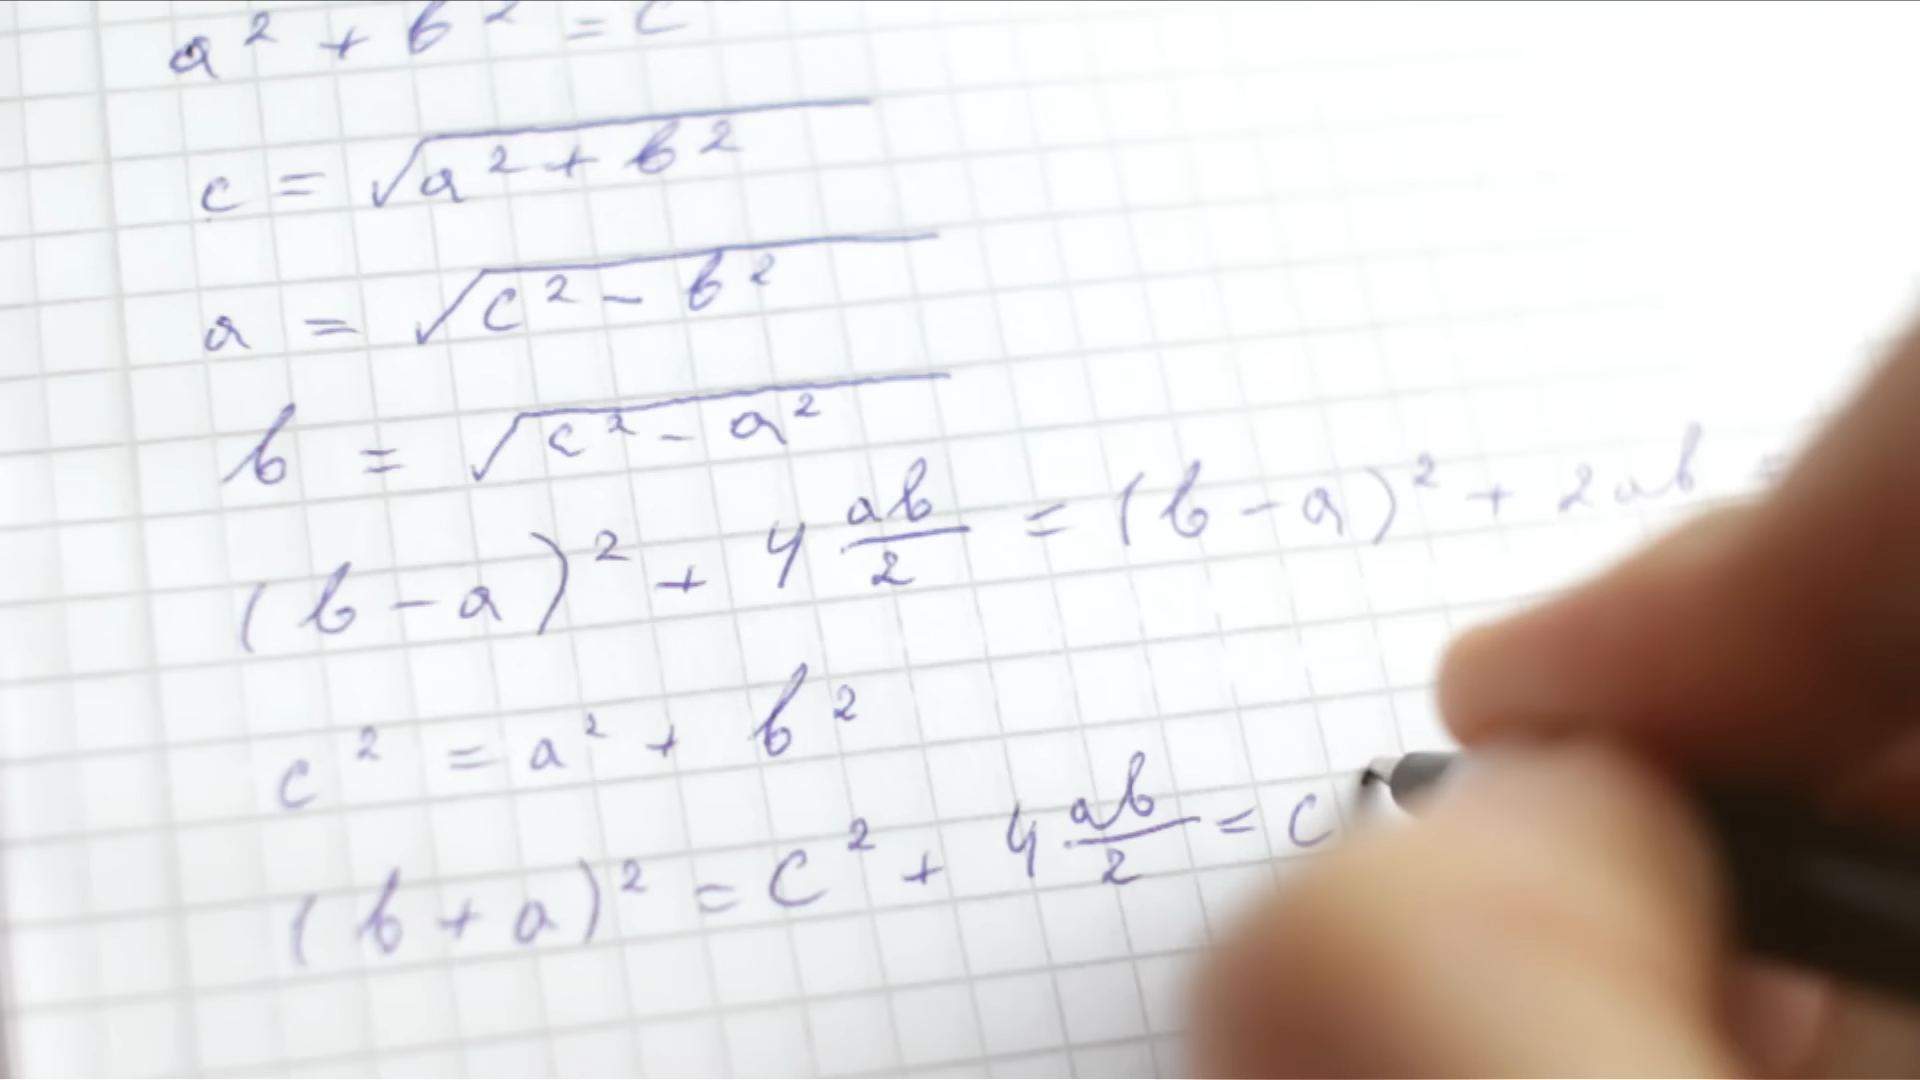 a² + b² = c
c = √a² + b²
a = √c² - b²
b = √c² - a²
(b - a)² + 4 ab/2 = (b - a)² + 2ab =
c² = a² + b²
(b + a)² = c² + 4 ab/2 = c